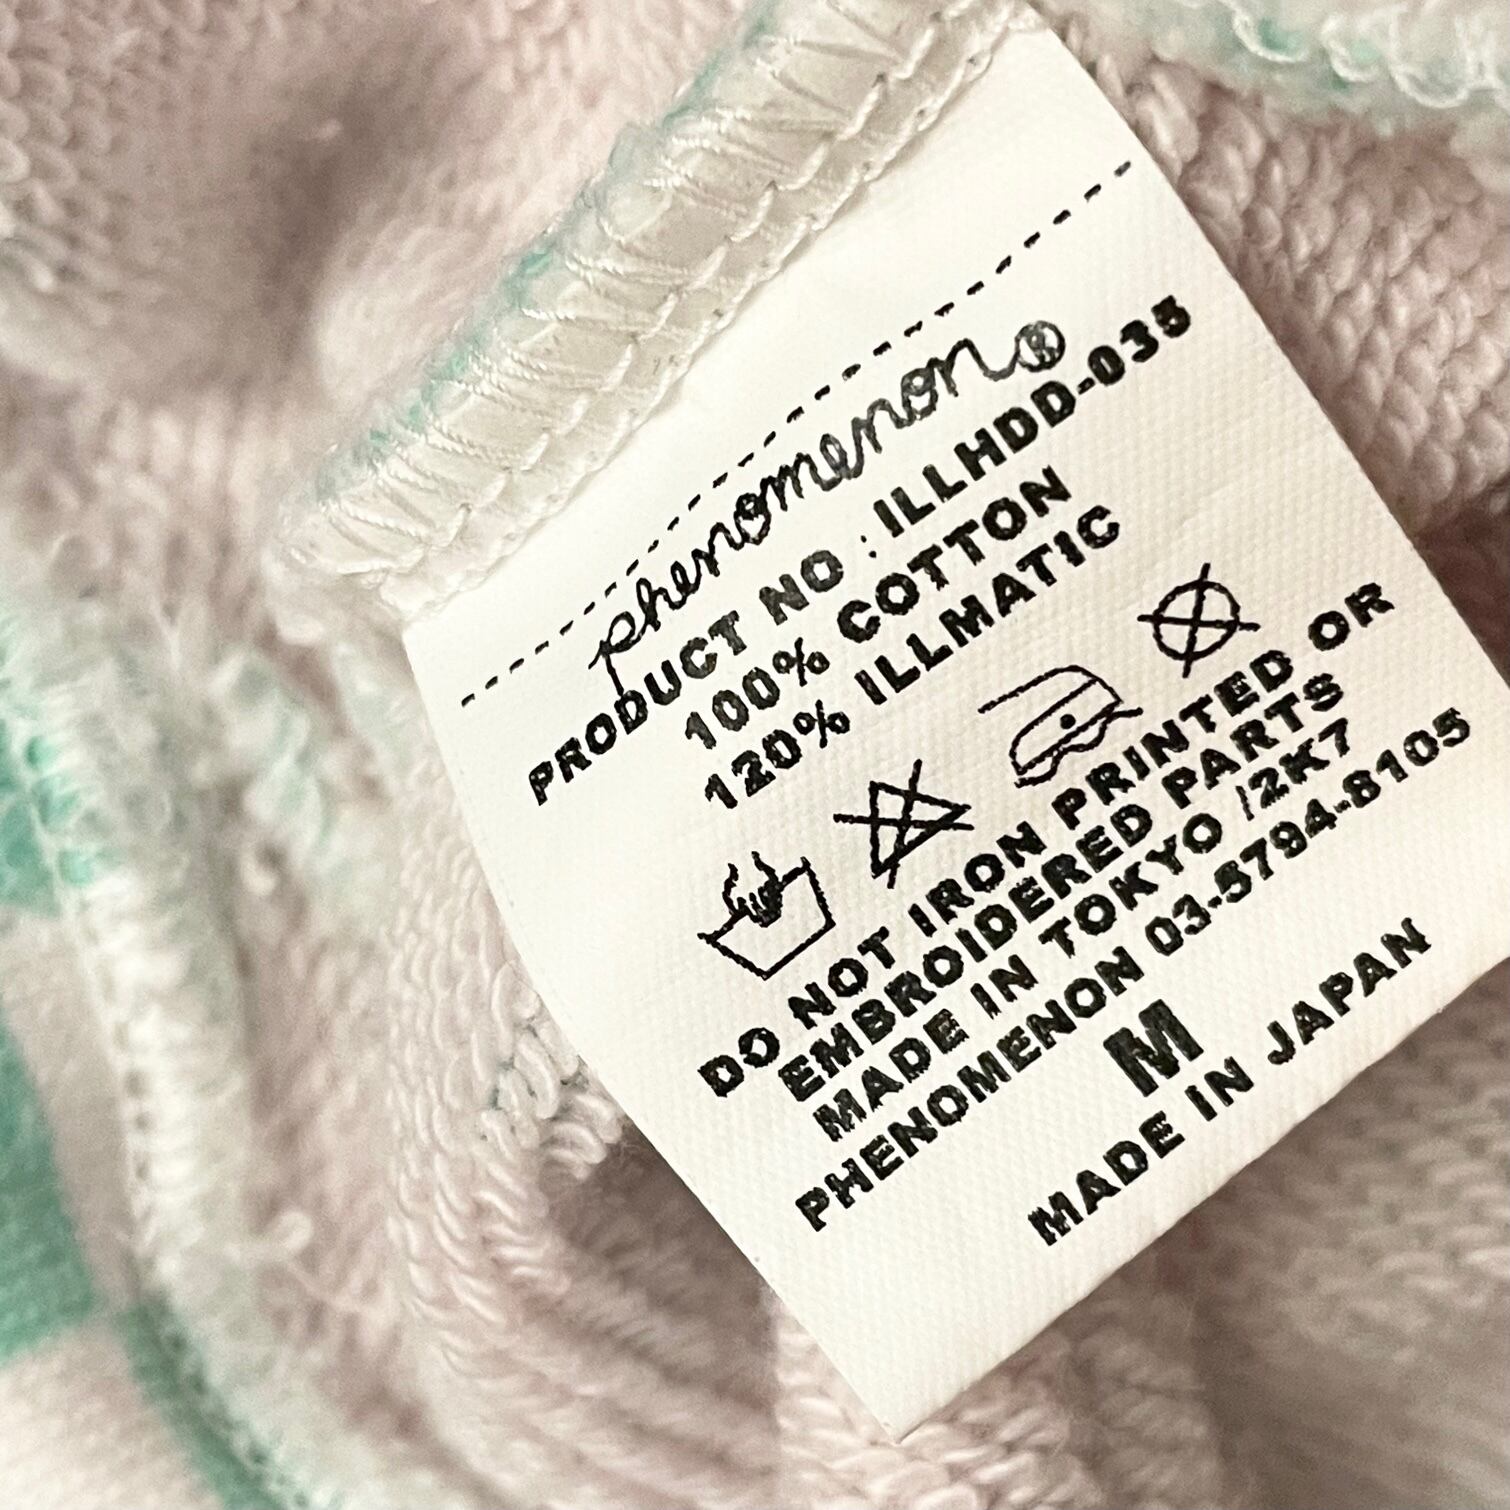 phenomenon®
PRODUCT NO : ILLHDD-035
100% COTTON
120% ILLMATIC
DO NOT IRON PRINTED OR
EMBROIDERED PARTS
MADE IN TOKYO /2K7
PHENOMENON 03-5794-8105
M
MADE IN JAPAN